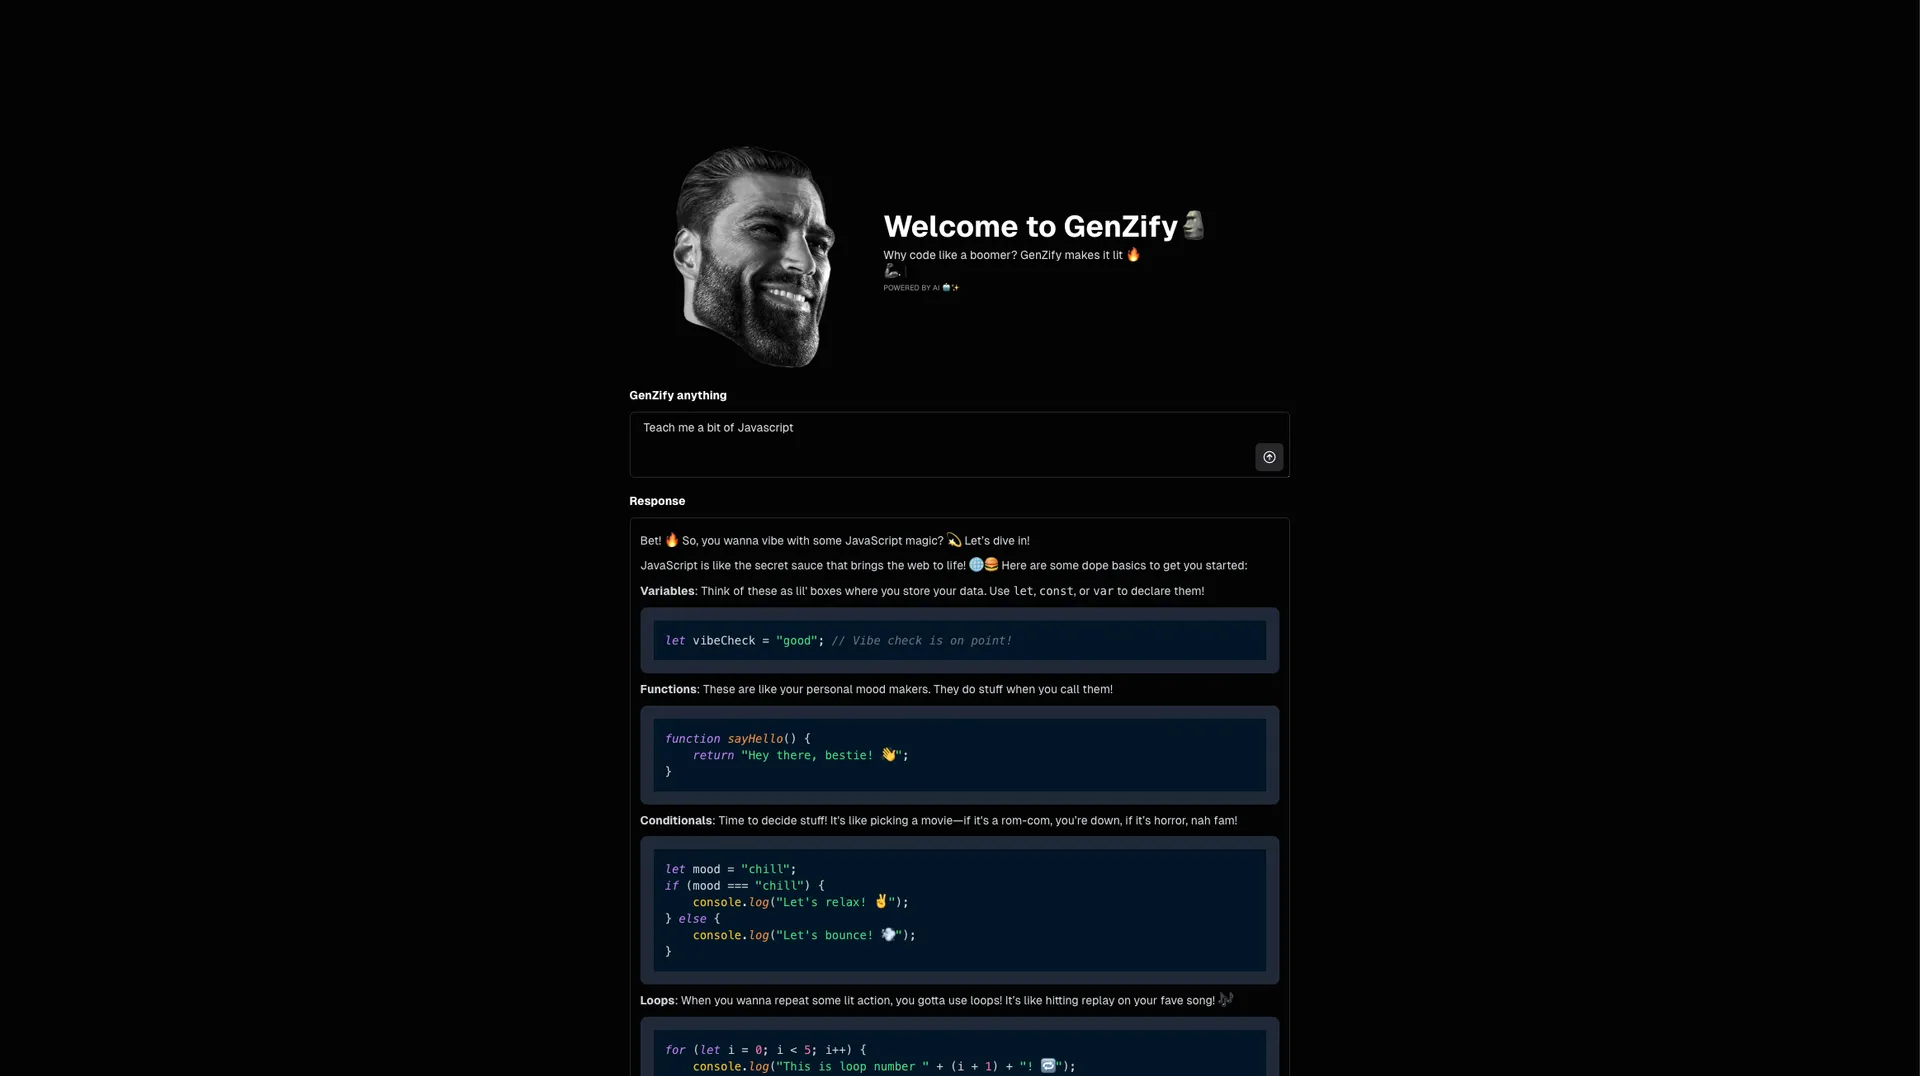 Welcome to GenZify🗿
Why code like a boomer? GenZify makes it lit 🔥
🦾.
POWERED BY AI 🤖✨
GenZify anything
Teach me a bit of Javascript
Response
Bet! 🔥 So, you wanna vibe with some JavaScript magic? 💫 Let's dive in!
JavaScript is like the secret sauce that brings the web to life! 🌐🍔 Here are some dope basics to get you started:
Variables: Think of these as lil' boxes where you store your data. Use let, const, or var to declare them!
let vibeCheck = "good"; // Vibe check is on point!
Functions: These are like your personal mood makers. They do stuff when you call them!
function sayHello() {
    return "Hey there, bestie! 👋";
}
Conditionals: Time to decide stuff! It's like picking a movie—if it's a rom-com, you're down, if it's horror, nah fam!
let mood = "chill";
if (mood === "chill") {
    console.log("Let's relax! ✌️");
} else {
    console.log("Let's bounce! 💨");
}
Loops: When you wanna repeat some lit action, you gotta use loops! It's like hitting replay on your fave song! 🎶
for (let i = 0; i < 5; i++) {
    console.log("This is loop number " + (i + 1) + "! 🔁");